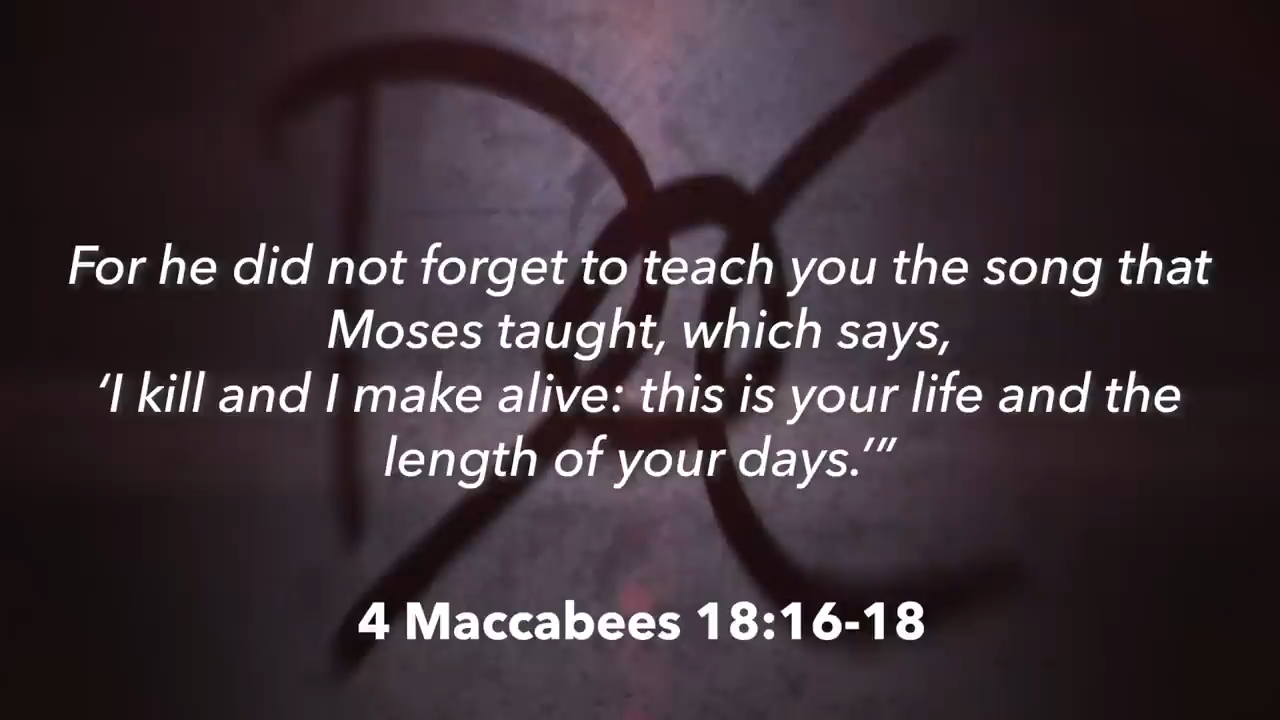 For he did not forget to teach you the song that
Moses taught, which says,
‘I kill and I make alive: this is your life and the
length of your days.’”
4 Maccabees 18:16-18